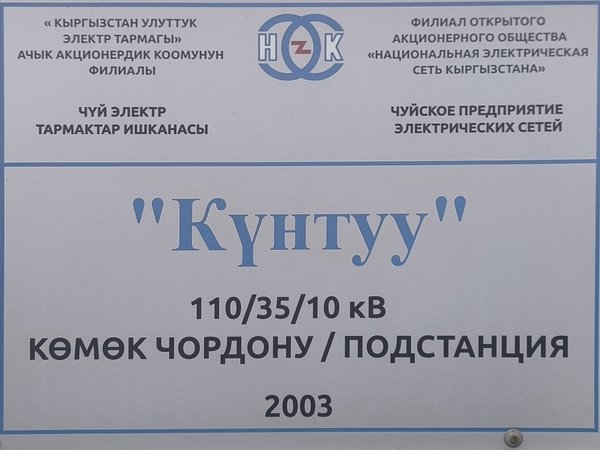 « КЫРГЫЗСТАН УЛУТТУК
ЭЛЕКТР ТАРМАГЫ»
АЧЫК АКЦИОНЕРДИК КООМУНУН
ФИЛИАЛЫ
ЧҮЙ ЭЛЕКТР
ТАРМАКТАР ИШКАНАСЫ
Н Э К
ФИЛИАЛ ОТКРЫТОГО
АКЦИОНЕРНОГО ОБЩЕСТВА
«НАЦИОНАЛЬНАЯ ЭЛЕКТРИЧЕСКАЯ
СЕТЬ КЫРГЫЗСТАНА»
ЧУЙСКОЕ ПРЕДПРИЯТИЕ
ЭЛЕКТРИЧЕСКИХ СЕТЕЙ
"Күнтуу"
110/35/10 кВ
КӨМӨК ЧОРДОНУ / ПОДСТАНЦИЯ
2003